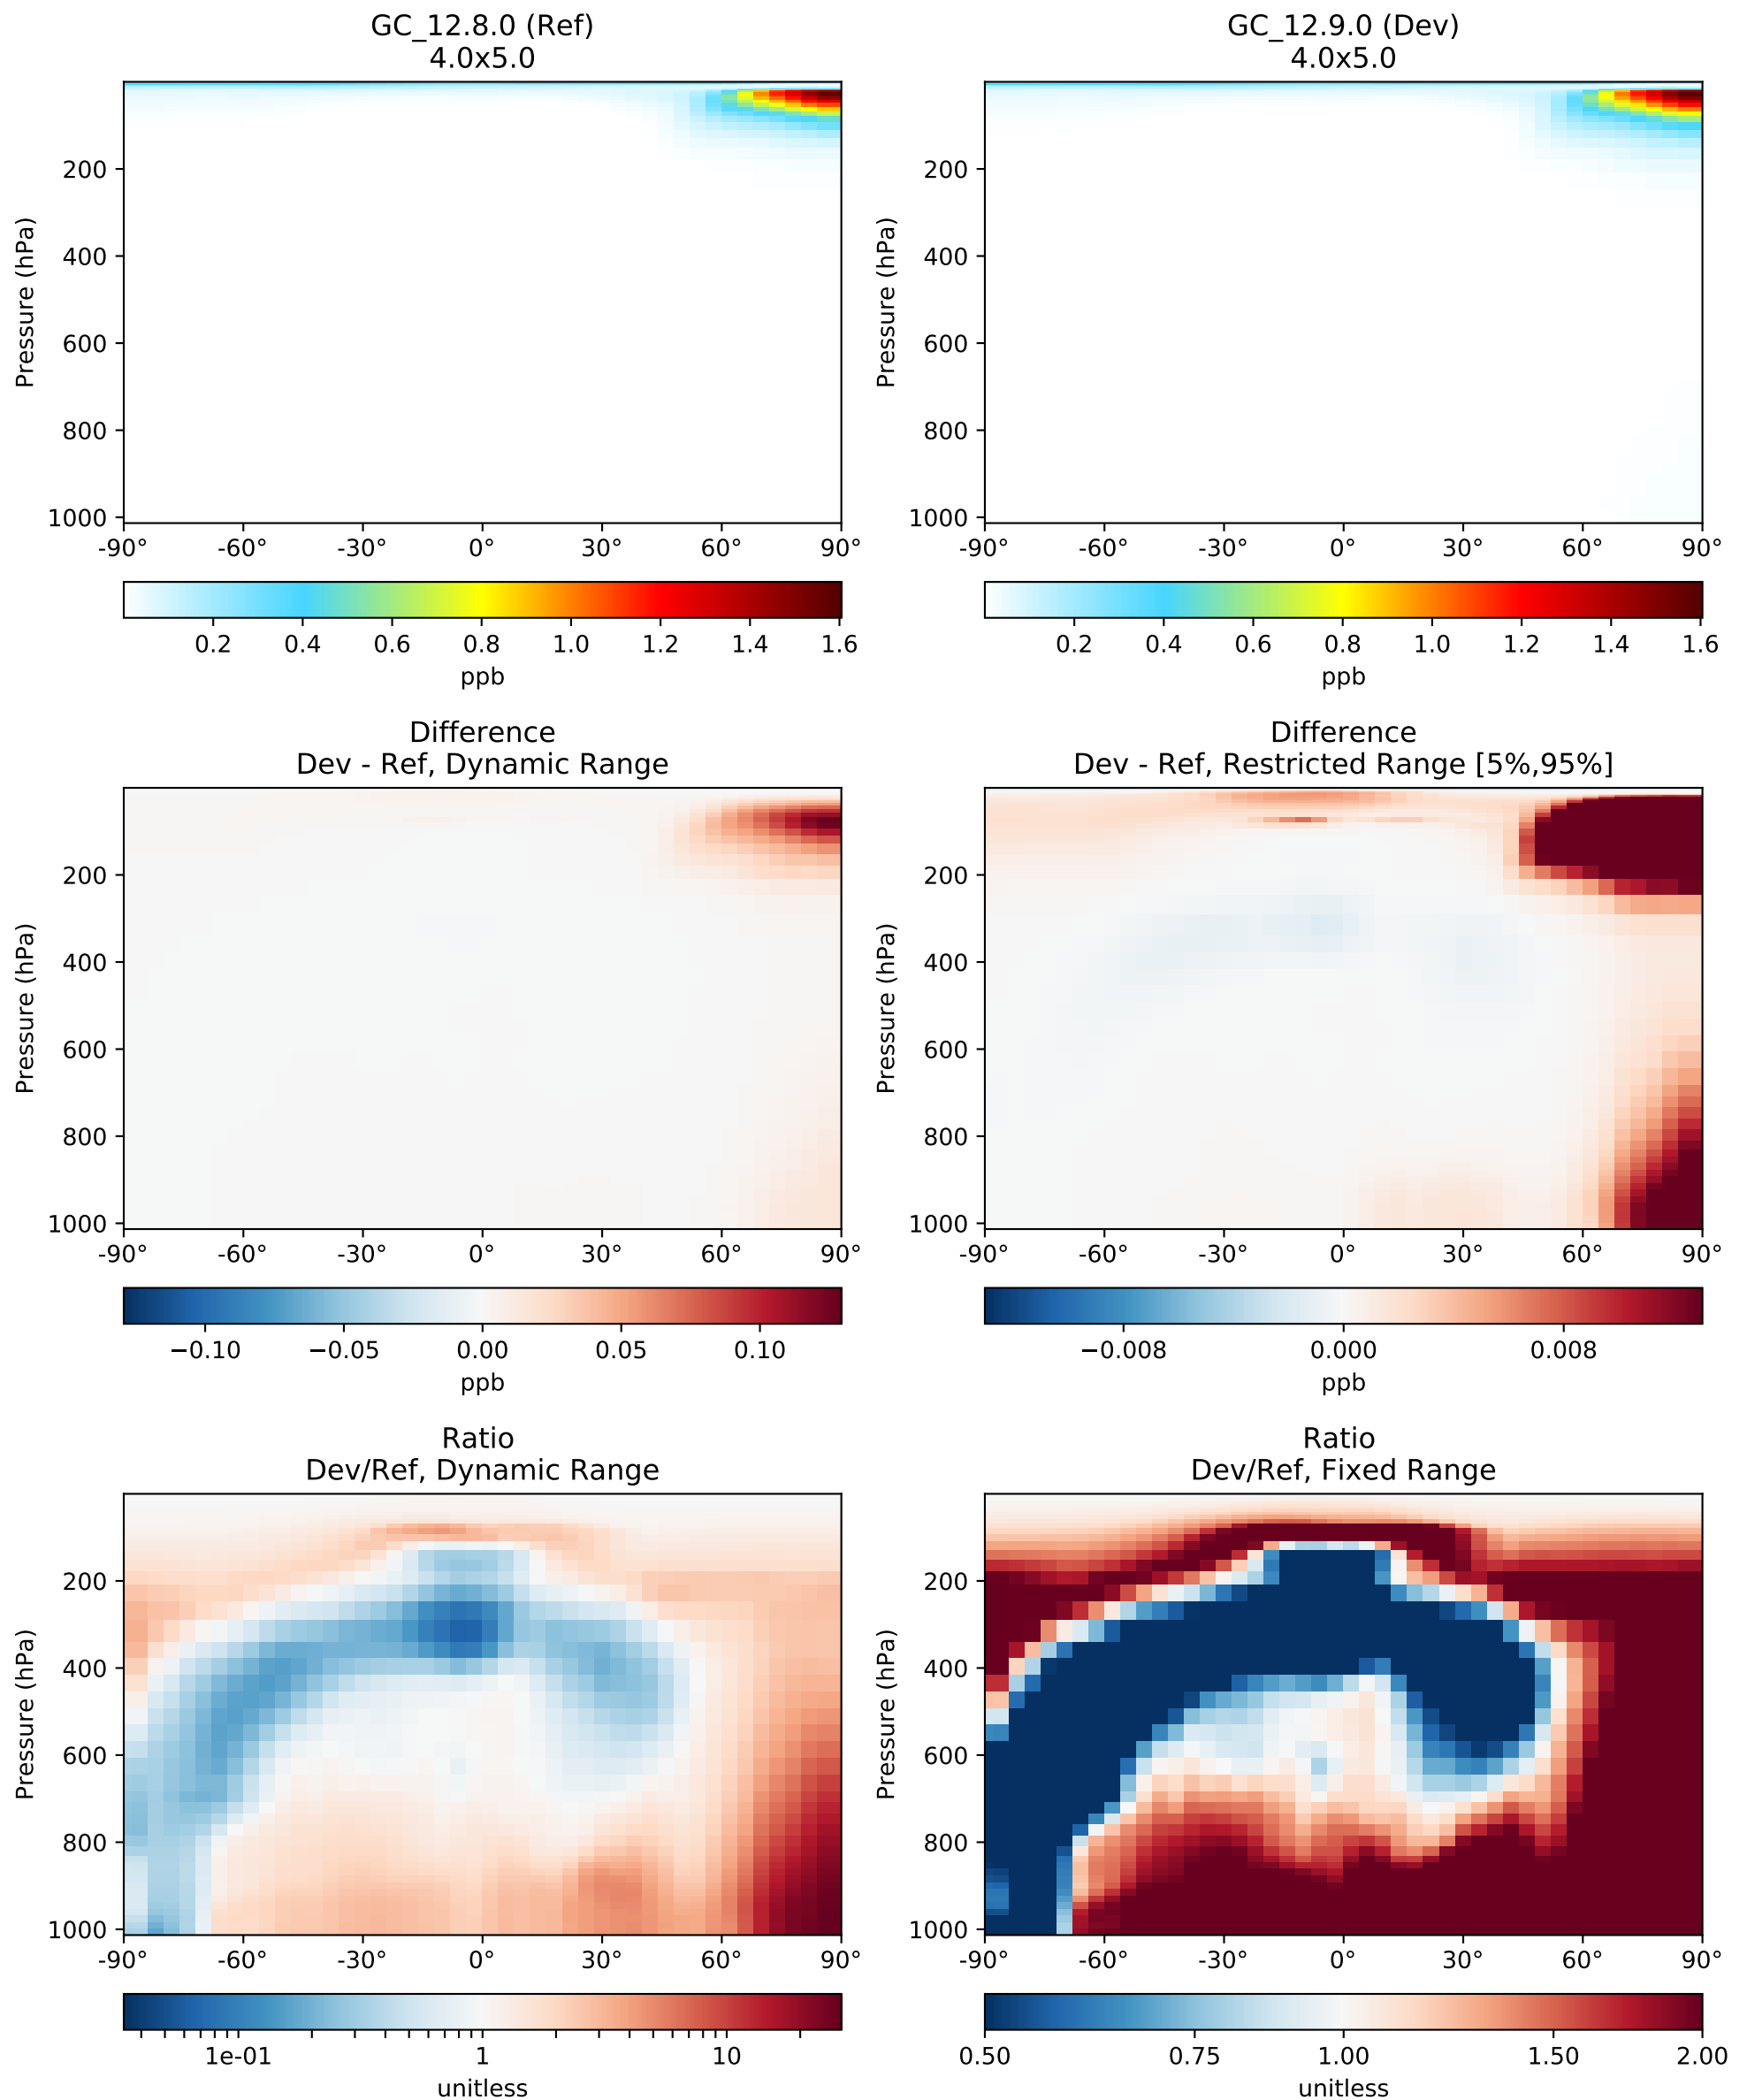 GC_12.8.0 (Ref)
4.0x5.0
GC_12.9.0 (Dev)
4.0x5.0
Pressure (hPa)
200
400
600
800
1000
-90° -60° -30° 0° 30° 60° 90°
0.2 0.4 0.6 0.8 1.0 1.2 1.4 1.6
ppb
Pressure (hPa)
200
400
600
800
1000
-90° -60° -30° 0° 30° 60° 90°
0.2 0.4 0.6 0.8 1.0 1.2 1.4 1.6
ppb
Difference
Dev - Ref, Dynamic Range
Difference
Dev - Ref, Restricted Range [5%,95%]
Pressure (hPa)
200
400
600
800
1000
-90° -60° -30° 0° 30° 60° 90°
−0.10 −0.05 0.00 0.05 0.10
ppb
Pressure (hPa)
200
400
600
800
1000
-90° -60° -30° 0° 30° 60° 90°
−0.008 0.000 0.008
ppb
Ratio
Dev/Ref, Dynamic Range
Ratio
Dev/Ref, Fixed Range
Pressure (hPa)
200
400
600
800
1000
-90° -60° -30° 0° 30° 60° 90°
1e-01 1 10
unitless
Pressure (hPa)
200
400
600
800
1000
-90° -60° -30° 0° 30° 60° 90°
0.50 0.75 1.00 1.50 2.00
unitless